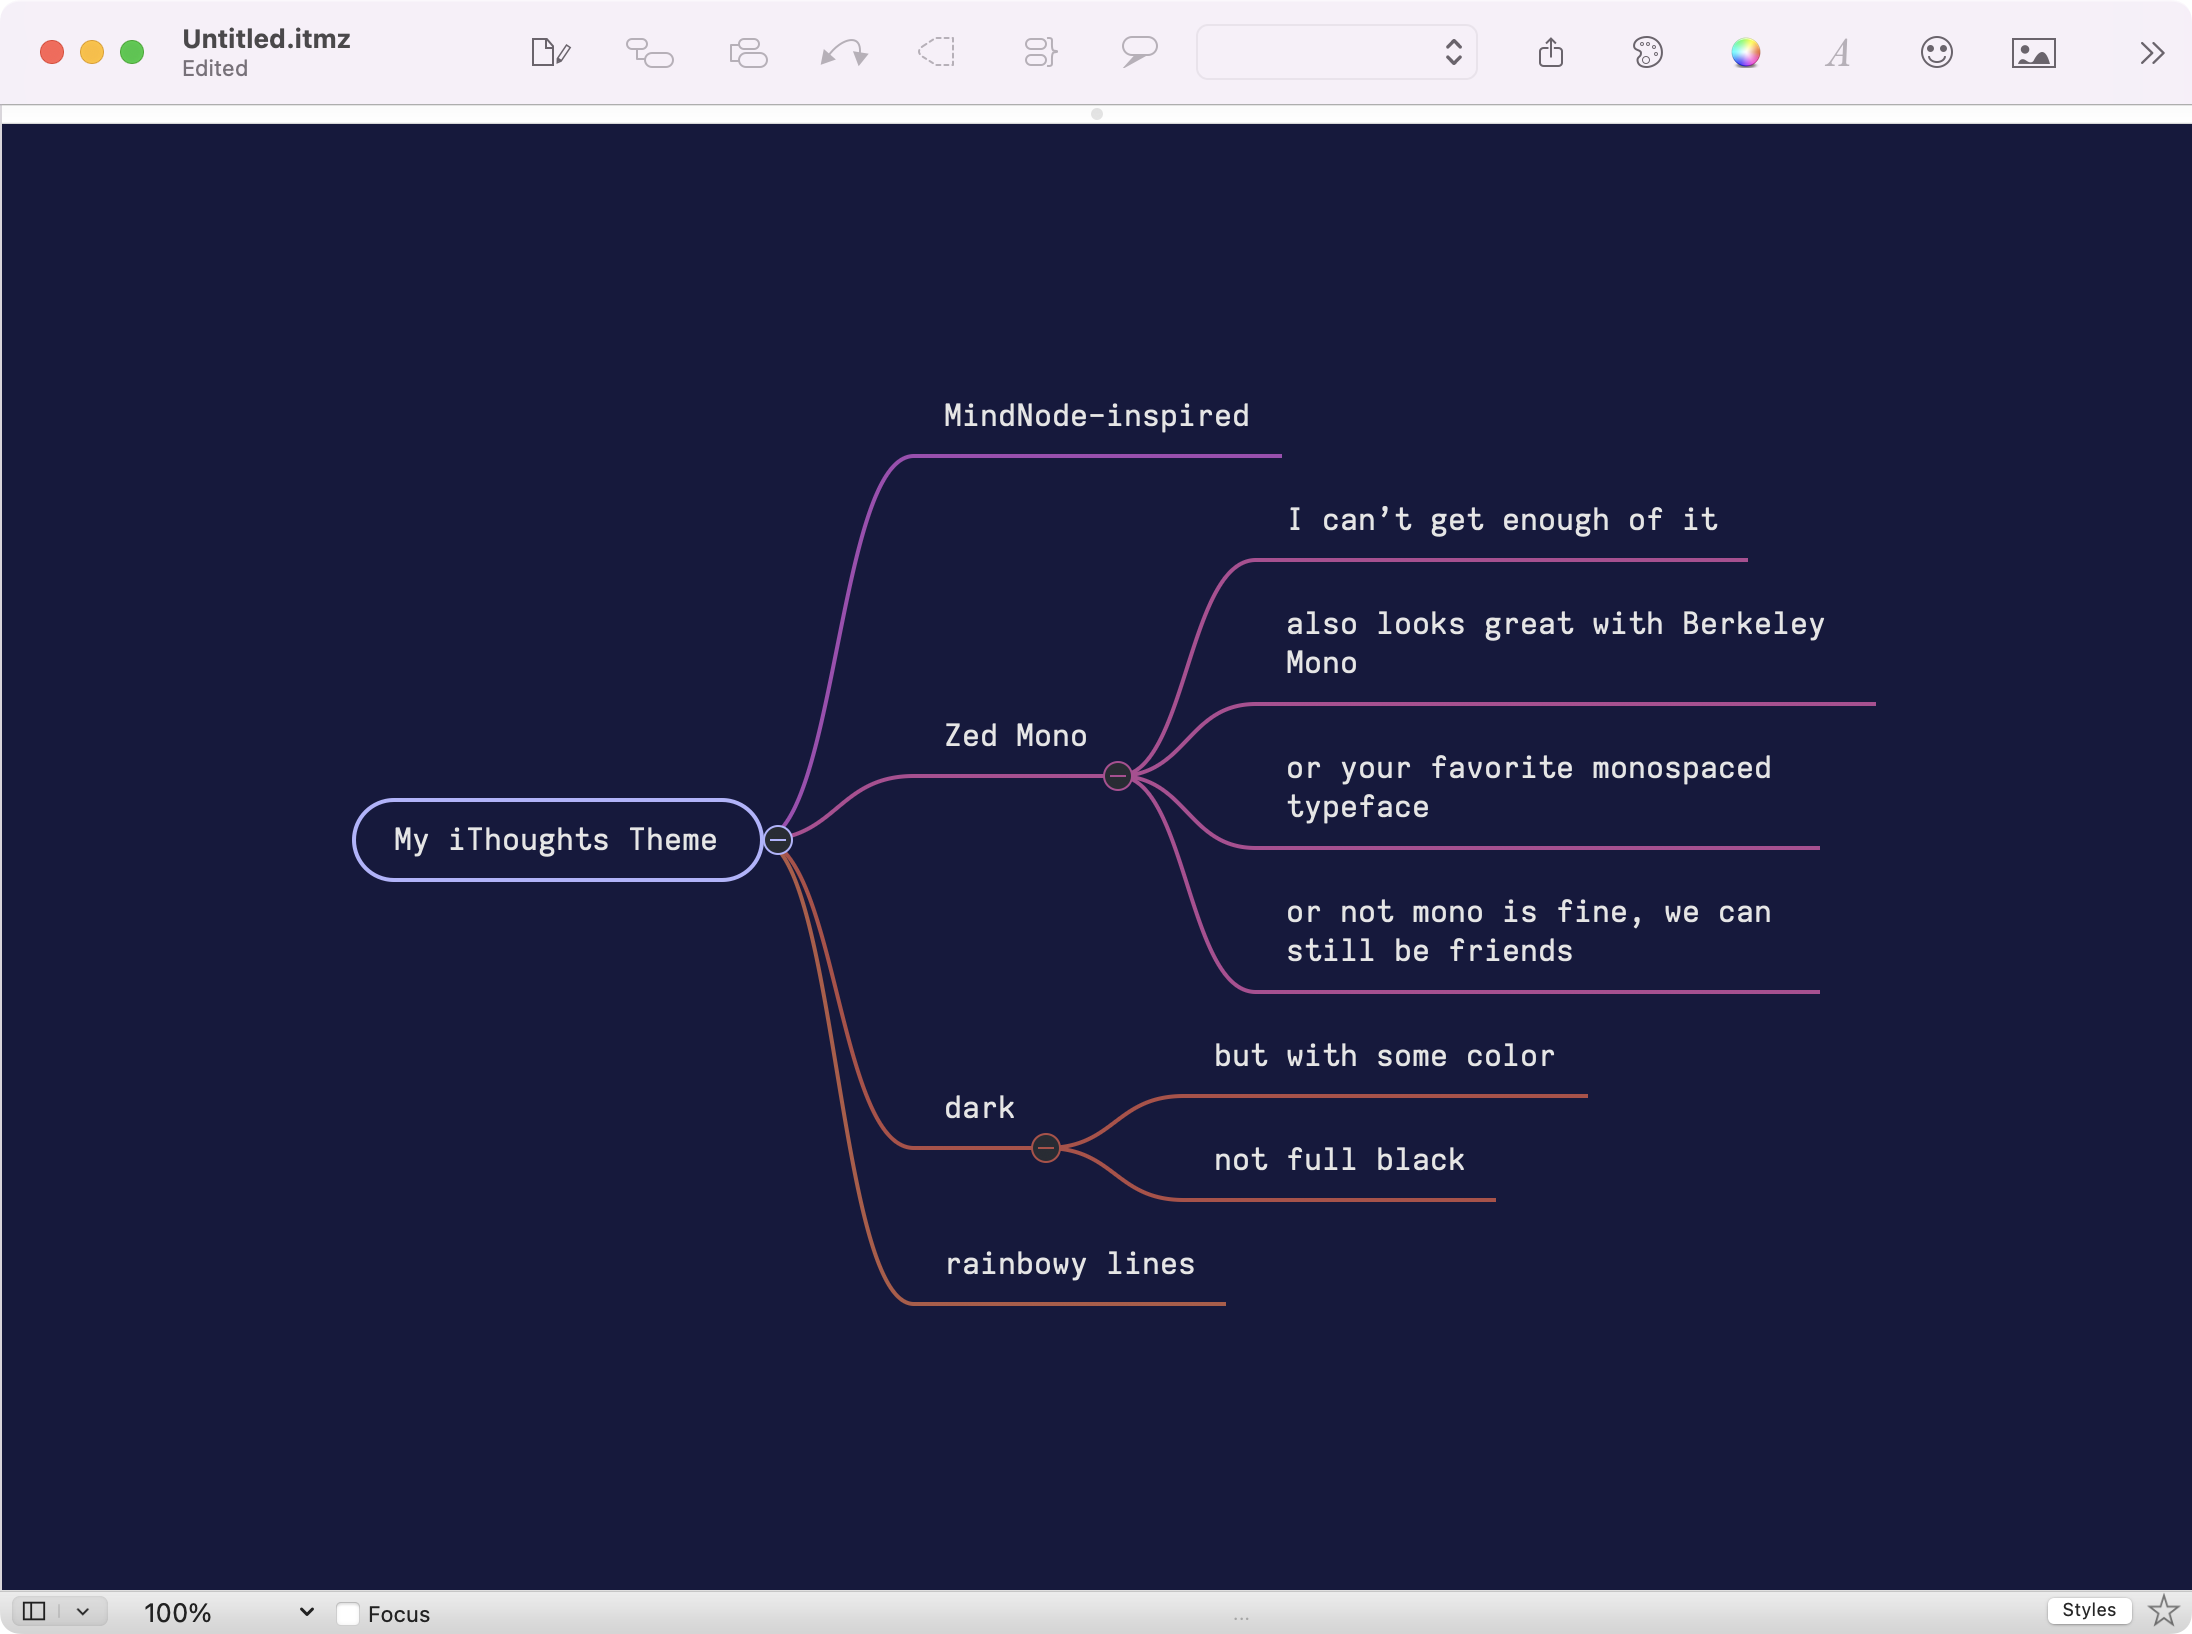 Untitled.itmz
Edited
MindNode-inspired
I can’t get enough of it
also looks great with Berkeley
Mono
Zed Mono
or your favorite monospaced
typeface
My iThoughts Theme
or not mono is fine, we can
still be friends
but with some color
dark
not full black
rainbowy lines
100%
Focus
Styles